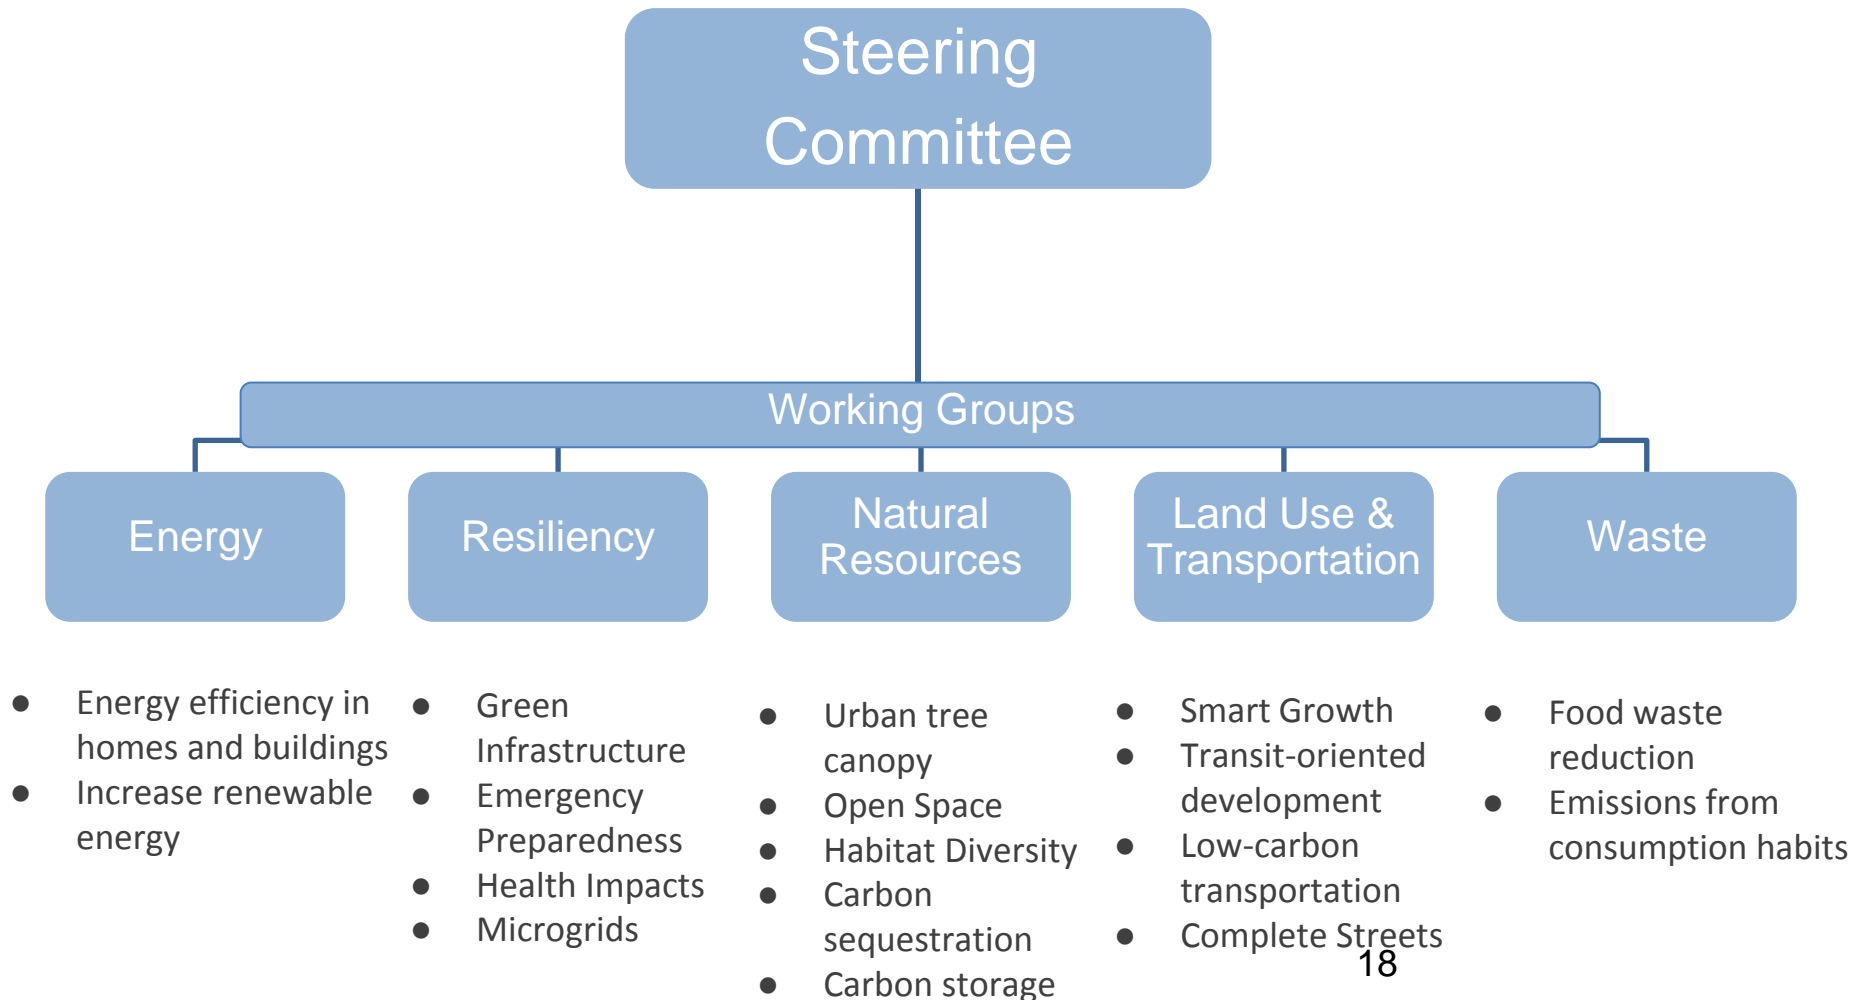 Steering
Committee
Working Groups
Energy
Resiliency
Natural
Resources
Land Use &
Transportation
Waste
● Energy efficiency in
homes and buildings
● Increase renewable
energy
● Green
Infrastructure
● Emergency
Preparedness
● Health Impacts
● Microgrids
● Urban tree
canopy
● Open Space
● Habitat Diversity
● Carbon
sequestration
● Carbon storage
● Smart Growth
● Transit-oriented
development
● Low-carbon
transportation
● Complete Streets
● Food waste
reduction
● Emissions from
consumption habits
18